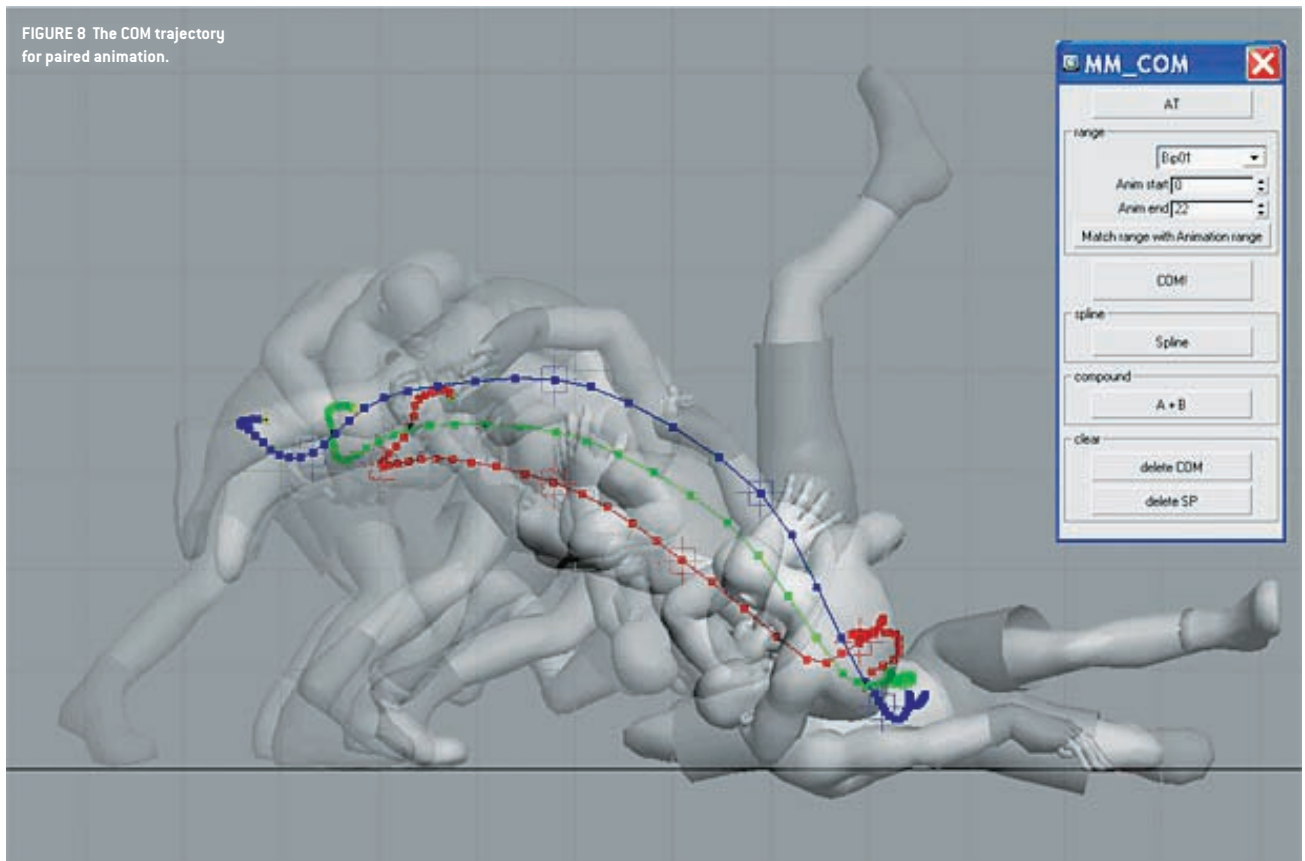 FIGURE 8 The COM trajectory
for paired animation.
MM_COM
AT
range
Bip01
Anim start 0
Anim end 22
Match range with Animation range
COM!
spline
Spline
compound
A + B
clear
delete COM
delete SP